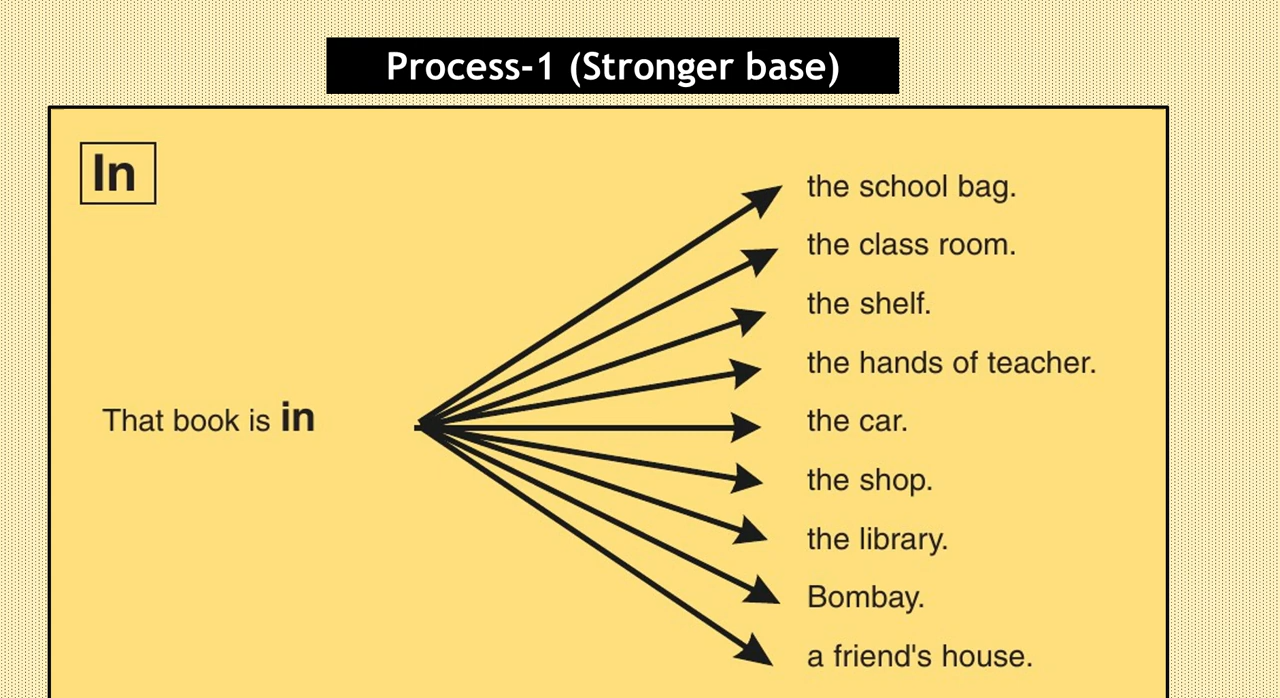 Process-1 (Stronger base)
In
the school bag.
the class room.
the shelf.
the hands of teacher.
That book is in
the car.
the shop.
the library.
Bombay.
a friend's house.